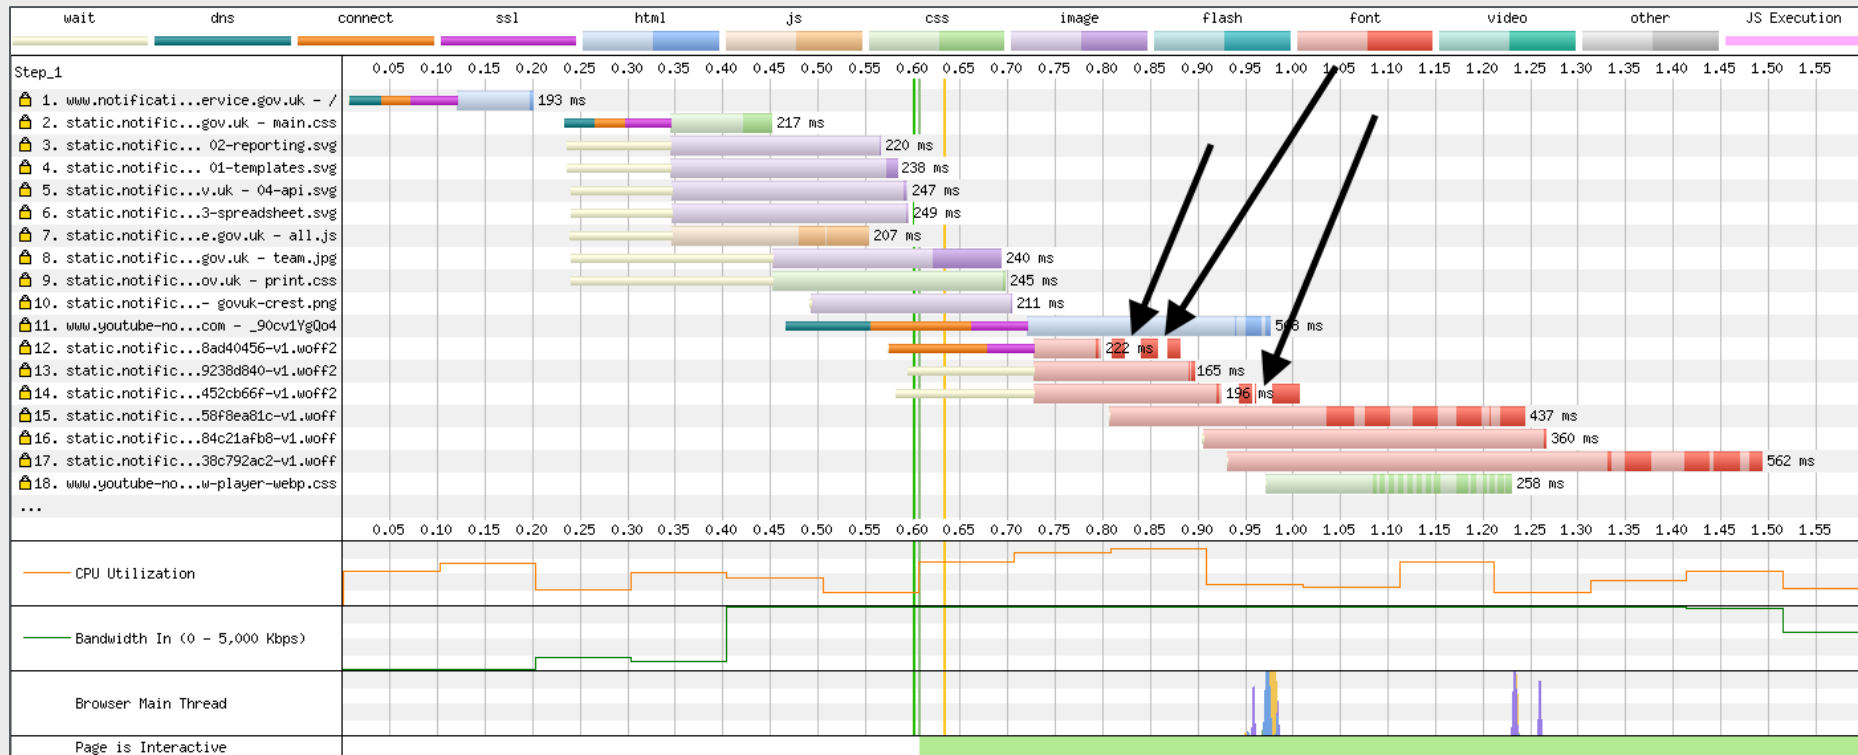 wait dns connect ssl html js css image flash font video other JS Execution
Step_1 0.05 0.10 0.15 0.20 0.25 0.30 0.35 0.40 0.45 0.50 0.55 0.60 0.65 0.70 0.75 0.80 0.85 0.90 0.95 1.00 1.05 1.10 1.15 1.20 1.25 1.30 1.35 1.40 1.45 1.50 1.55
1. www.notificati...ervice.gov.uk - / 193 ms
2. static.notific...gov.uk - main.css 217 ms
3. static.notific... 02-reporting.svg 220 ms
4. static.notific... 01-templates.svg 238 ms
5. static.notific...v.uk - 04-api.svg 247 ms
6. static.notific...3-spreadsheet.svg 249 ms
7. static.notific...e.gov.uk - all.js 207 ms
8. static.notific...gov.uk - team.jpg 240 ms
9. static.notific...ov.uk - print.css 245 ms
10. static.notific...- govuk-crest.png 211 ms
11. www.youtube-no...com - _90cv1YgQo4 ms
12. static.notific...8ad40456-v1.woff2 222 ms
13. static.notific...9238d840-v1.woff2 165 ms
14. static.notific...452cb66f-v1.woff2 196 ms
15. static.notific...58f8ea81c-v1.woff 437 ms
16. static.notific...84c21afb8-v1.woff 360 ms
17. static.notific...38c792ac2-v1.woff 562 ms
18. www.youtube-no...w-player-webp.css 258 ms
...
0.05 0.10 0.15 0.20 0.25 0.30 0.35 0.40 0.45 0.50 0.55 0.60 0.65 0.70 0.75 0.80 0.85 0.90 0.95 1.00 1.05 1.10 1.15 1.20 1.25 1.30 1.35 1.40 1.45 1.50 1.55
CPU Utilization
Bandwidth In (0 - 5,000 Kbps)
Browser Main Thread
Page is Interactive